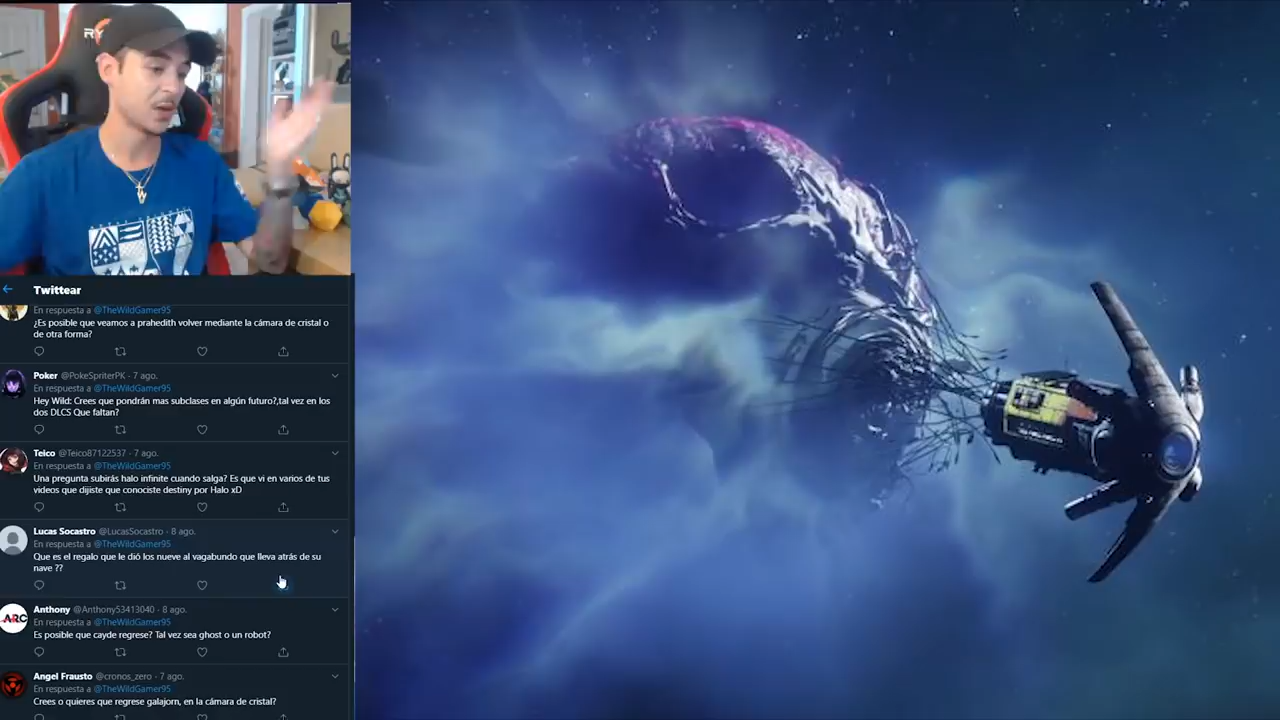 RY
Twittear
En respuesta a @TheWildGamer95
¿Es posible que veamos a prahedith volver mediante la cámara de cristal o
de otra forma?
Poker @PokeSpriterPK · 7 ago.
En respuesta a @TheWildGamer95
Hey Wild: Crees que pondrán mas subclases en algún futuro?,tal vez en los
dos DLCS Que faltan?
Teico @Teico87122537 · 7 ago.
En respuesta a @TheWildGamer95
Una pregunta subirás halo infinite cuando salga? Es que vi en varios de tus
videos que dijiste que conociste destiny por Halo xD
Lucas Socastro @LucasSocastro · 8 ago.
En respuesta a @TheWildGamer95
Que es el regalo que le dió los nueve al vagabundo que lleva atrás de su
nave ??
ARC
Anthony @Anthony53413040 · 8 ago.
En respuesta a @TheWildGamer95
Es posible que cayde regrese? Tal vez sea ghost o un robot?
Angel Frausto @cronos_zero · 7 ago.
En respuesta a @TheWildGamer95
Crees o quieres que regrese galajorn, en la cámara de cristal?